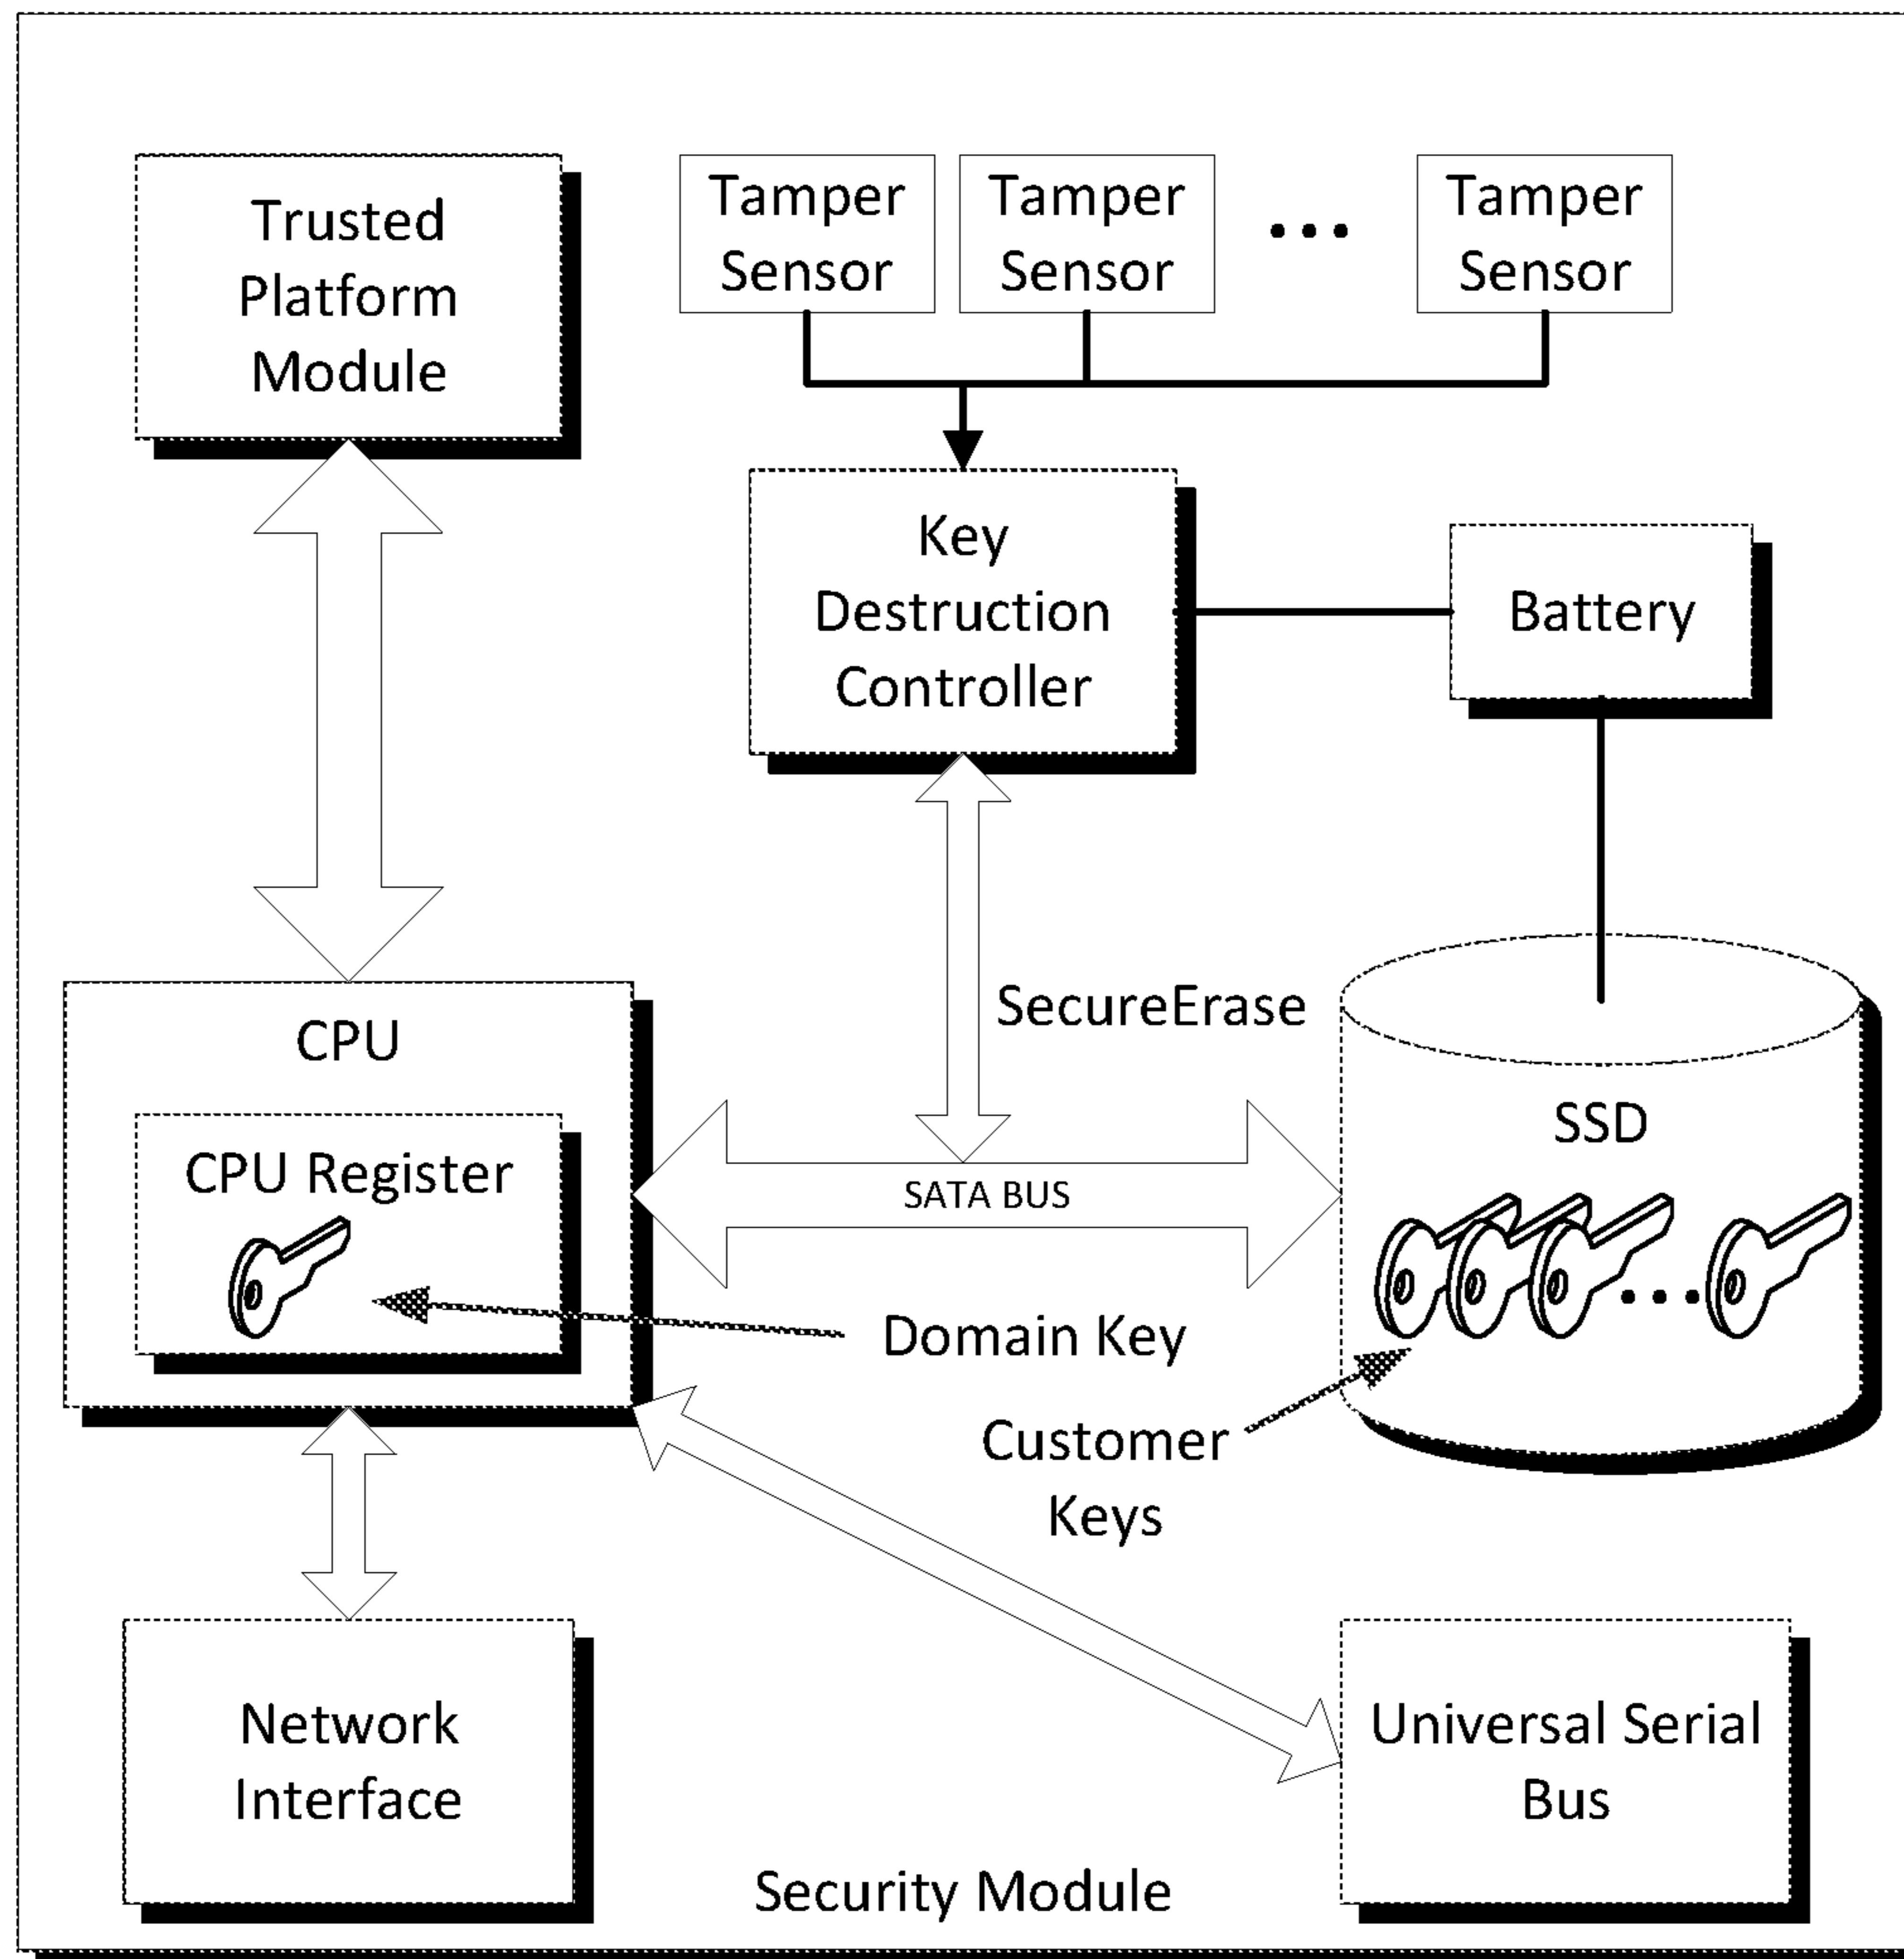 Trusted
Platform
Module
Tamper
Sensor
Tamper
Sensor
...
Tamper
Sensor
Key
Destruction
Controller
Battery
SecureErase
CPU
CPU Register
SATA BUS
SSD
...
Domain Key
Customer
Keys
Network
Interface
Universal Serial
Bus
Security Module